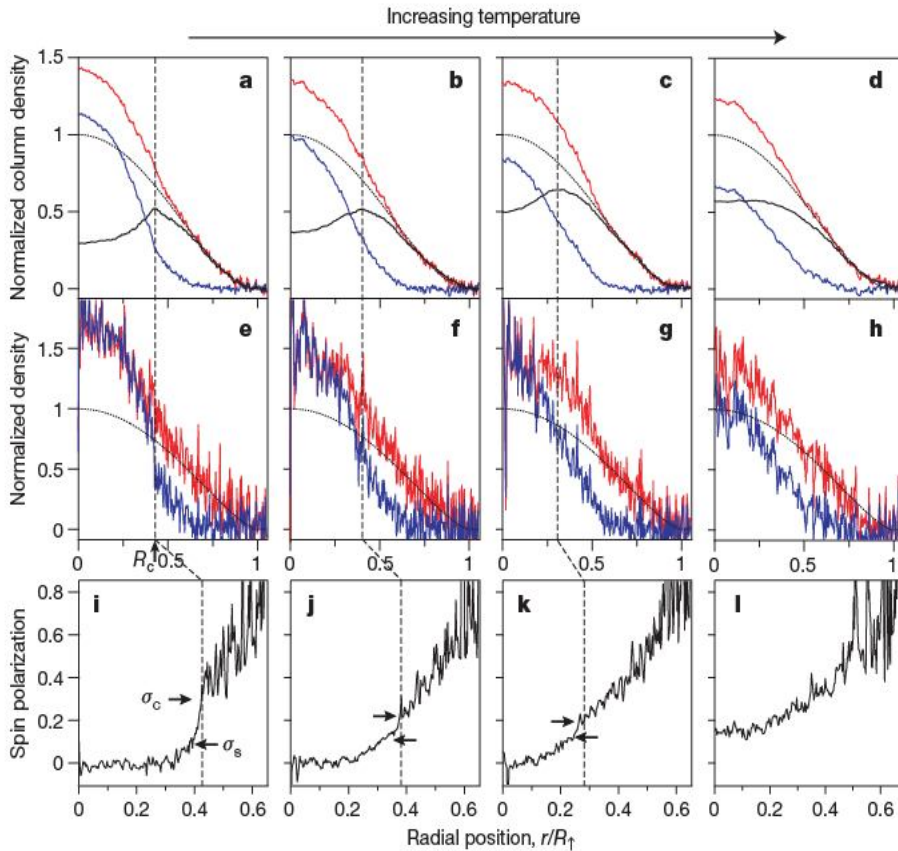 Increasing temperature
Normalized column density
1.5
1
0.5
0
a
b
c
d
Normalized density
1.5
1
0.5
0
e
f
g
h
R_c 0.5
1
0
0.5
1
0
0.5
1
0
0.5
1
Spin polarization
0.8
0.6
0.4
0.2
0
i
j
k
l
σ_c
σ_s
0 0.2 0.4 0.6
0 0.2 0.4 0.6
0 0.2 0.4 0.6
0 0.2 0.4 0.6
Radial position, r/R↑